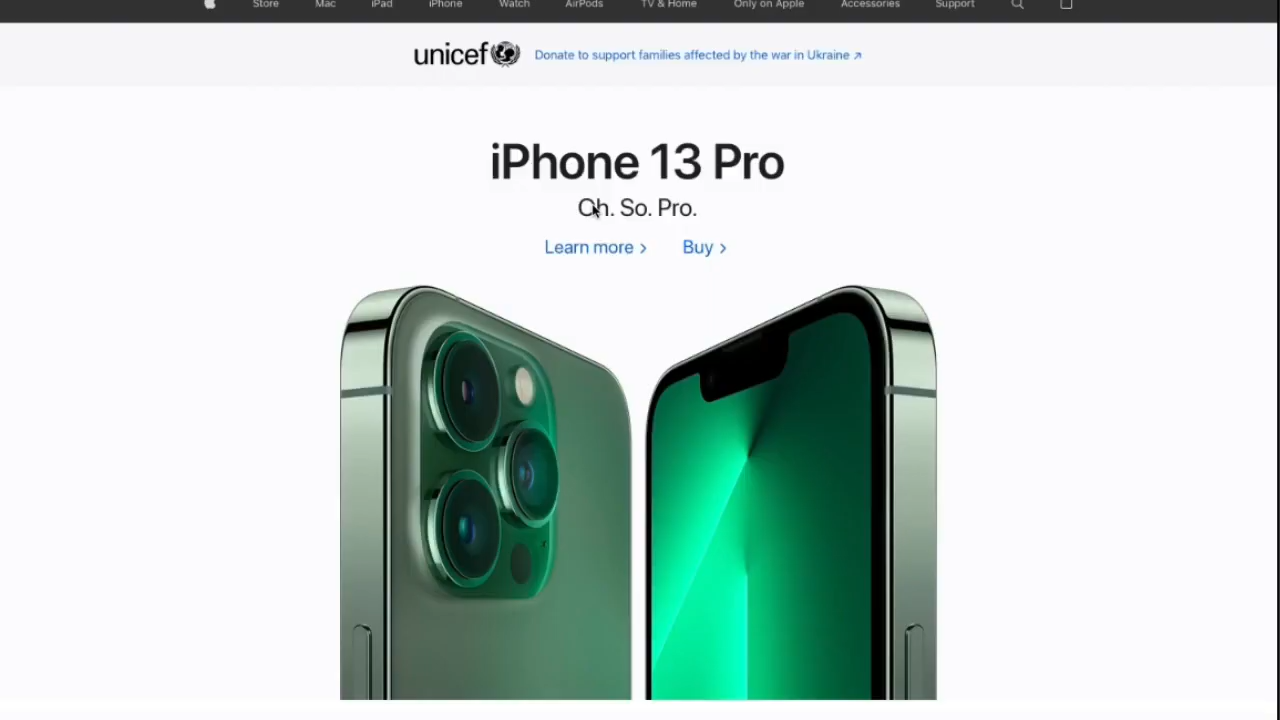 Store Mac iPad iPhone Watch AirPods TV & Home Only on Apple Accessories Support
unicef Donate to support families affected by the war in Ukraine ↗
iPhone 13 Pro
Oh. So. Pro.
Learn more > Buy >